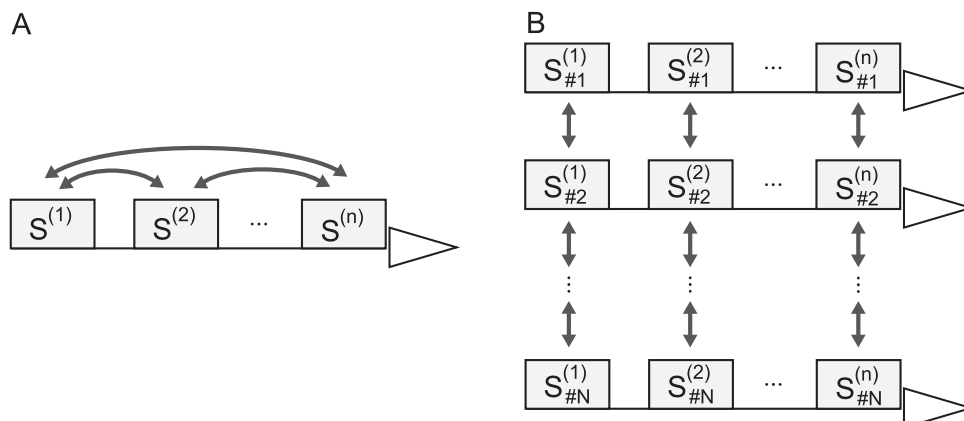 A
S(1) S(2) ... S(n)
B
S(1)#1 S(2)#1 ... S(n)#1
S(1)#2 S(2)#2 ... S(n)#2
⋮ ⋮ ⋮
S(1)#N S(2)#N ... S(n)#N